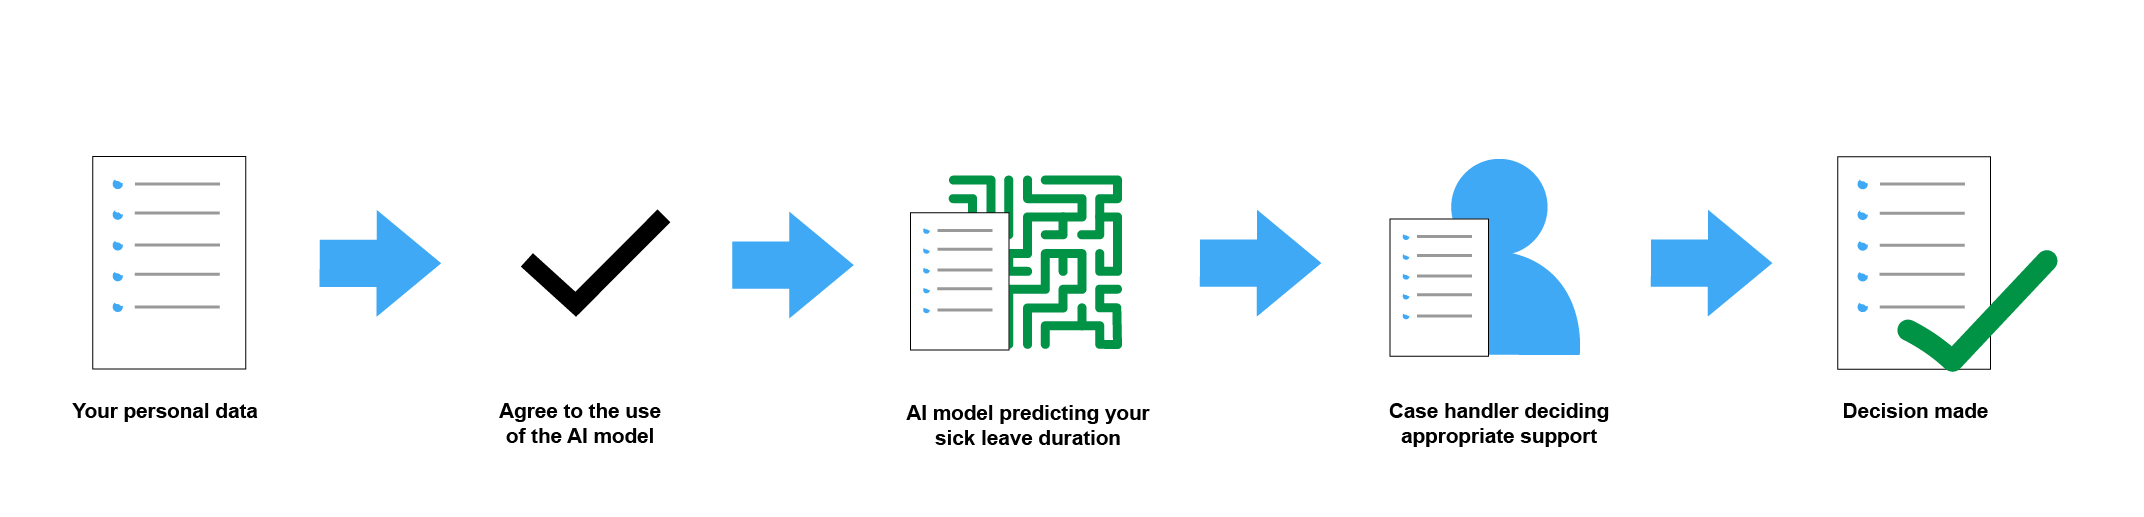 Your personal data
Agree to the use
of the AI model
AI model predicting your
sick leave duration
Case handler deciding
appropriate support
Decision made